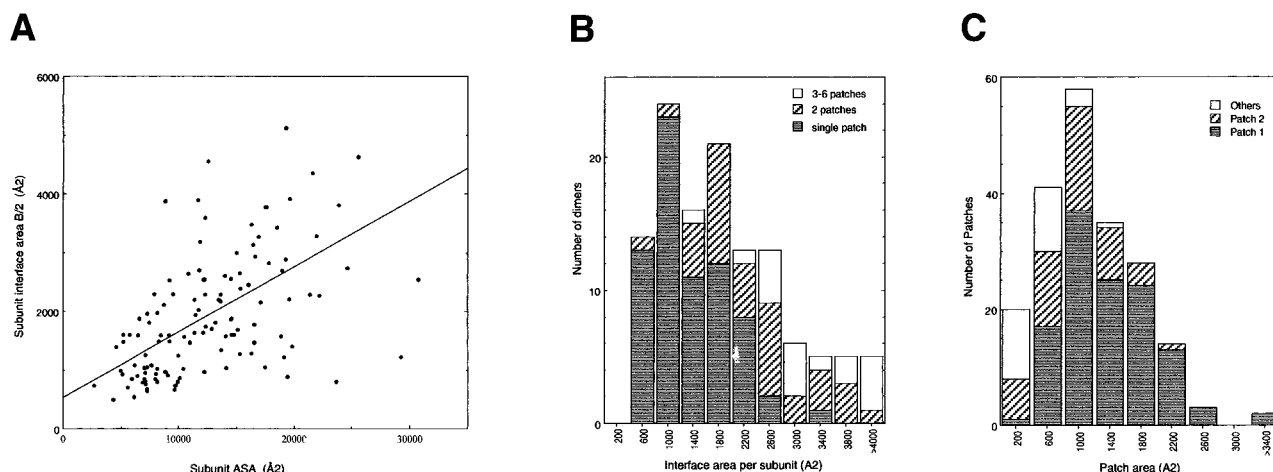 A
6000
4000
2000
0
Subunit interface area B/2 (Å2)
0
10000
20000
30000
Subunit ASA (Å2)
B
3-6 patches
2 patches
single patch
20
10
0
Number of dimers
200
600
1000
1400
1800
2200
2600
3000
3400
3800
>4000
Interface area per subunit (A2)
C
Others
Patch 2
Patch 1
60
40
20
0
Number of Patches
200
600
1000
1400
1800
2200
2600
3000
>3400
Patch area (A2)